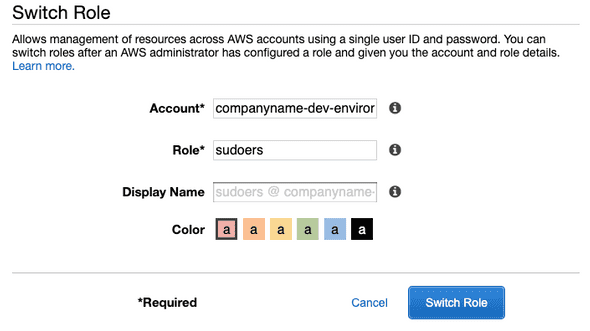 Switch Role
Allows management of resources across AWS accounts using a single user ID and password. You can
switch roles after an AWS administrator has configured a role and given you the account and role details.
Learn more.
Account* companyname-dev-enviror
Role* sudoers
Display Name sudoers @ companyname-
Color a a a a a a
*Required Cancel Switch Role